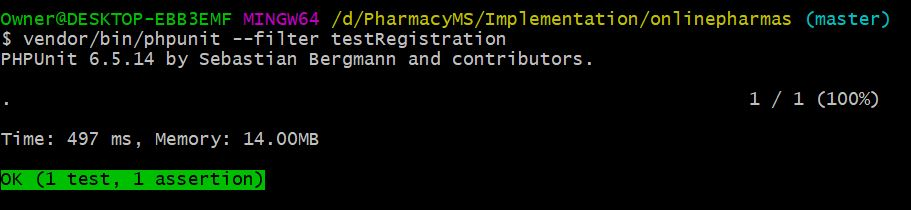 Owner@DESKTOP-EBB3EMF MINGW64 /d/PharmacyMS/Implementation/onlinepharmas (master)
$ vendor/bin/phpunit --filter testRegistration
PHPUnit 6.5.14 by Sebastian Bergmann and contributors.
. 1 / 1 (100%)
Time: 497 ms, Memory: 14.00MB
OK (1 test, 1 assertion)